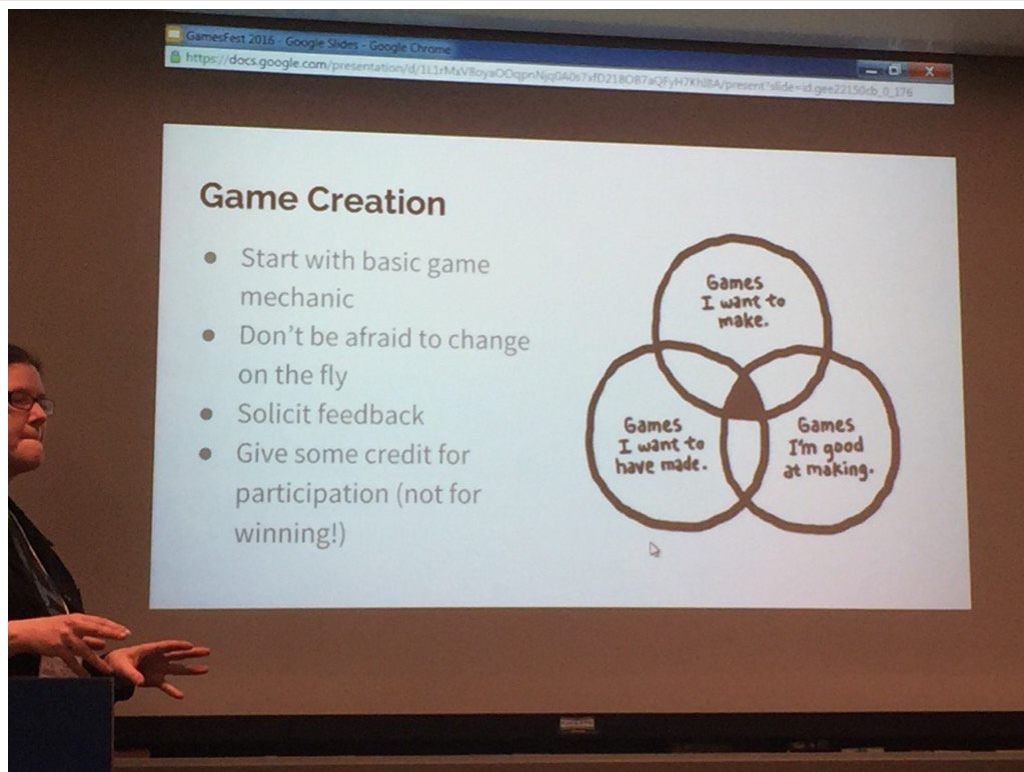 GamesFest 2016 - Google Slides - Google Chrome
Game Creation
● Start with basic game
mechanic
● Don't be afraid to change
on the fly
● Solicit feedback
● Give some credit for
participation (not for
winning!)
Games
I want to
make.
Games
I want to
have made.
Games
I'm good
at making.